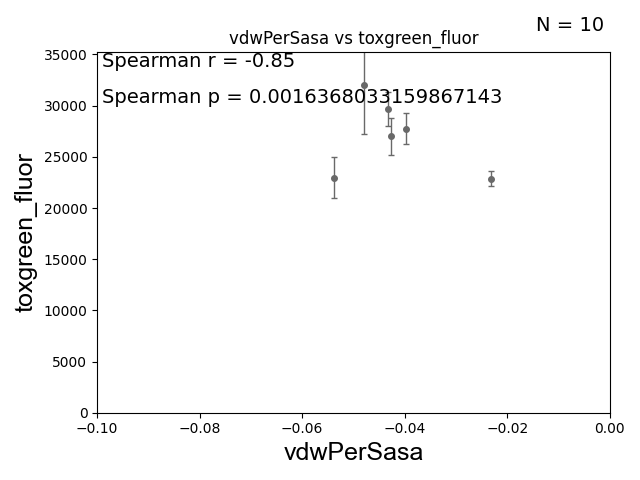 N = 10
vdwPerSasa vs toxgreen_fluor
Spearman r = -0.85
Spearman p = 0.0016368033159867143
toxgreen_fluor
35000
30000
25000
20000
15000
10000
5000
0
−0.10 −0.08 −0.06 −0.04 −0.02 0.00
vdwPerSasa